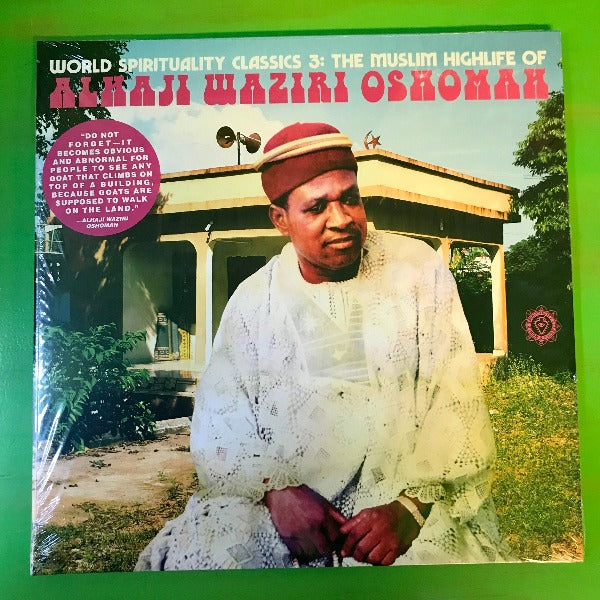 WORLD SPIRITUALITY CLASSICS 3: THE MUSLIM HIGHLIFE OF
ALHAJI WAZIRI OSHOMAH
"DO NOT
FORGET—IT
BECOMES OBVIOUS
AND ABNORMAL FOR
PEOPLE TO SEE ANY
GOAT THAT CLIMBS ON
TOP OF A BUILDING,
BECAUSE GOATS ARE
SUPPOSED TO WALK
ON THE LAND."
—ALHAJI WAZIRI
OSHOMAH